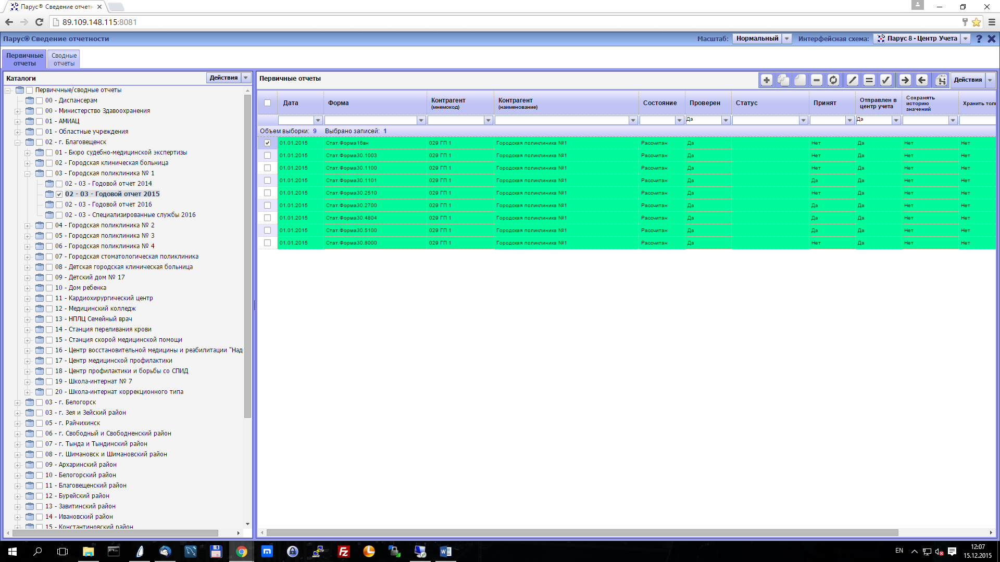 Парус® Сведение отчетн
89.109.148.115:8081
Парус® Сведение отчетности
Масштаб: Нормальный Интерфейсная схема: Парус 8 - Центр Учета ?
Первичные отчеты
Сводные отчеты
Каталоги Действия
Первиччные/сводные отчеты
00 - Диспансерам
00 - Министерство Здавоохранения
01 - АМИАЦ
01 - Областные учреждения
02 - г. Благовещенск
01 - Бюро судебно-медицинской экспертизы
02 - Городская клиническая больница
03 - Городская поликлиника № 1
02 - 03 - Годовой отчет 2014
02 - 03 - Годовой отчет 2015
02 - 03 - Годовой отчет 2016
02 - 03 - Специализированные службы 2016
04 - Городская поликлиника № 2
05 - Городская поликлиника № 3
06 - Городская поликлиника № 4
07 - Городская стоматологическая поликлиника
08 - Детская городская клиническая больница
09 - Детский дом № 17
10 - Дом ребенка
11 - Кардиохирургический центр
12 - Медицинский колледж
13 - НПЛЦ Семейный врач
14 - Станция переливания крови
15 - Станция скорой медицинской помощи
16 - Центр восстановительной медицины и реабилитации "Над
17 - Центр медицинской профилактики
18 - Центр профилактики и борьбы со СПИД
19 - Школа-интернат № 7
20 - Школа-интернат коррекционного типа
03 - г. Белогорск
03 - г. Зея и Зейский район
05 - г. Райчихинск
06 - г. Свободный и Свободненский район
07 - г. Тында и Тындинский район
08 - г. Шимановск и Шимановский район
09 - Архаринский район
10 - Белогорский район
11 - Благовещенский район
12 - Бурейский район
13 - Завитинский район
14 - Ивановский район
15 - Константиновский район
Первичные отчеты XLS Действия
Дата Форма Контрагент (мнемокод) Контрагент (наименование) Состояние Проверен Статус Принят Отправлен в центр учета Сохранять историю значений Хранить толь
Да Да
Объем выборки: 9 Выбрано записей: 1
01.01.2015 Стат.Форма16вн 029 ГП 1 Городская поликлиника №1 Рассчитан Да Нет Да Нет Нет
01.01.2015 Стат.Форма30.1003 029 ГП 1 Городская поликлиника №1 Рассчитан Да Нет Да Нет Нет
01.01.2015 Стат.Форма30.1100 029 ГП 1 Городская поликлиника №1 Рассчитан Да Нет Да Нет Нет
01.01.2015 Стат.Форма30.1101 029 ГП 1 Городская поликлиника №1 Рассчитан Да Да Да Нет Нет
01.01.2015 Стат.Форма30.2510 029 ГП 1 Городская поликлиника №1 Рассчитан Да Нет Да Нет Нет
01.01.2015 Стат.Форма30.2700 029 ГП 1 Городская поликлиника №1 Рассчитан Да Да Да Нет Нет
01.01.2015 Стат.Форма30.4804 029 ГП 1 Городская поликлиника №1 Рассчитан Да Да Да Нет Нет
01.01.2015 Стат.Форма30.5100 029 ГП 1 Городская поликлиника №1 Рассчитан Да Да Да Нет Нет
01.01.2015 Стат.Форма30.8000 029 ГП 1 Городская поликлиника №1 Рассчитан Да Нет Да Нет Нет
EN
12:07
15.12.2015